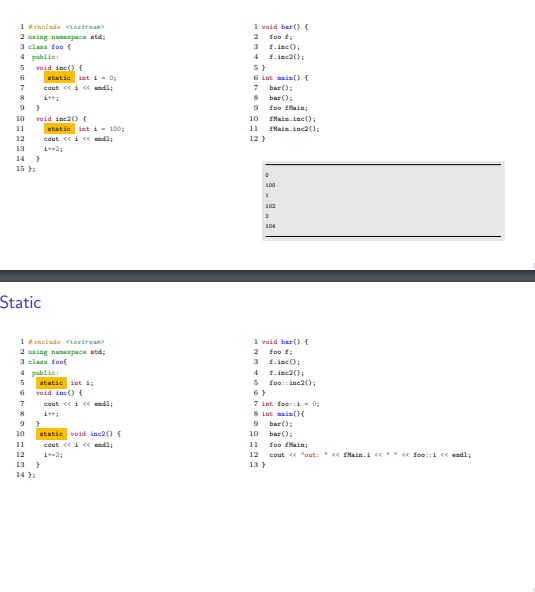 1 #include <iostream>
2 using namespace std;
3 class foo {
4 public:
5 void inc() {
6 static int i = 0;
7 cout << i << endl;
8 i++;
9 }
10 void inc2() {
11 static int i = 100;
12 cout << i << endl;
13 i+=2;
14 }
15 };
1 void bar() {
2 foo f;
3 f.inc();
4 f.inc2();
5 }
6 int main() {
7 bar();
8 bar();
9 foo fMain;
10 fMain.inc();
11 fMain.inc2();
12 }
0
100
1
102
2
104
Static
1 #include <iostream>
2 using namespace std;
3 class foo{
4 public:
5 static int i;
6 void inc() {
7 cout << i << endl;
8 i++;
9 }
10 static void inc2() {
11 cout << i << endl;
12 i+=2;
13 }
14 };
1 void bar() {
2 foo f;
3 f.inc();
4 f.inc2();
5 foo::inc2();
6 }
7 int foo::i = 0;
8 int main(){
9 bar();
10 bar();
11 foo fMain;
12 cout << "out: " << fMain.i << " " << foo::i << endl;
13 }